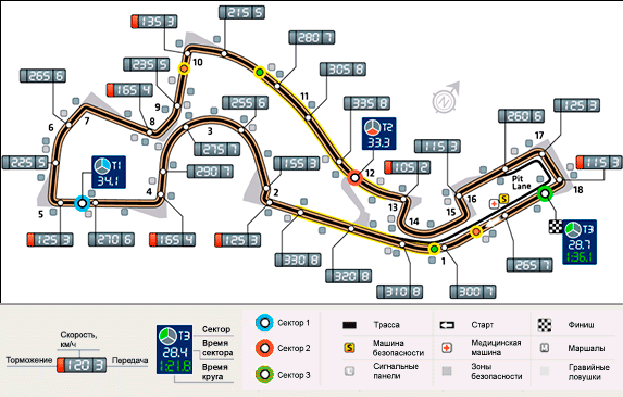 135 3
215 5
280 7
305 8
335 8
T2
33.3
115 3
260 6
125 3
115 3
265 6
235 5
165 4
255 6
275 7
290 7
155 3
105 2
225 5
T1
34.1
125 3
270 6
165 4
125 3
330 8
320 8
310 8
300 7
265 7
T3
28.7
1:36.1
1
2
3
4
5
6
7
8
9
10
11
12
13
14
15
16
17
18
Pit
Lane
S
Скорость,
км/ч
Торможение
120 3
Передача
T3
28.4
1:21.8
Сектор
Время
сектора
Время
круга
Сектор 1
Сектор 2
Сектор 3
Трасса
Старт
Финиш
S
Машина
безопасности
Медицинская
машина
Маршалы
Сигнальные
панели
Зоны
безопасности
Гравийные
ловушки